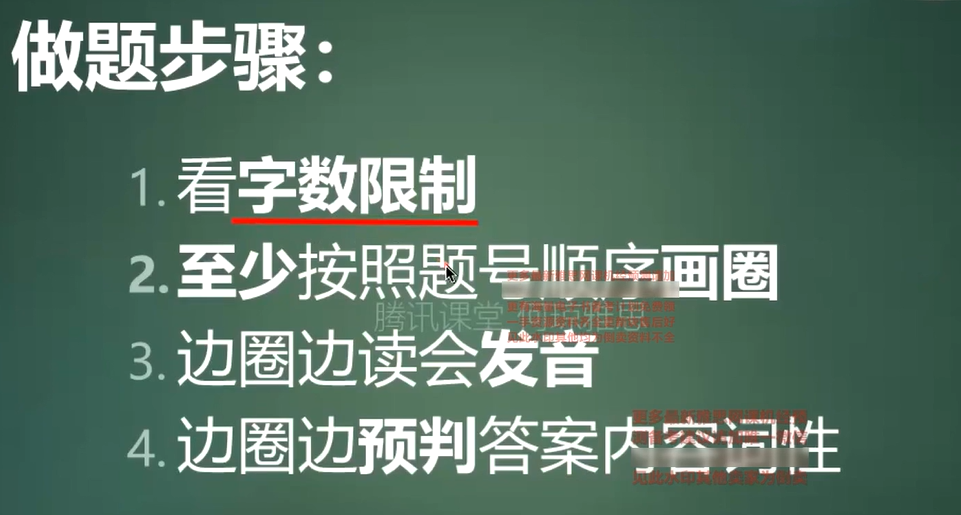 做题步骤：
1. 看字数限制
2. 至少按照题号顺序画圈
腾讯课堂
3. 边圈边读会发音
4. 边圈边预判答案内容词性